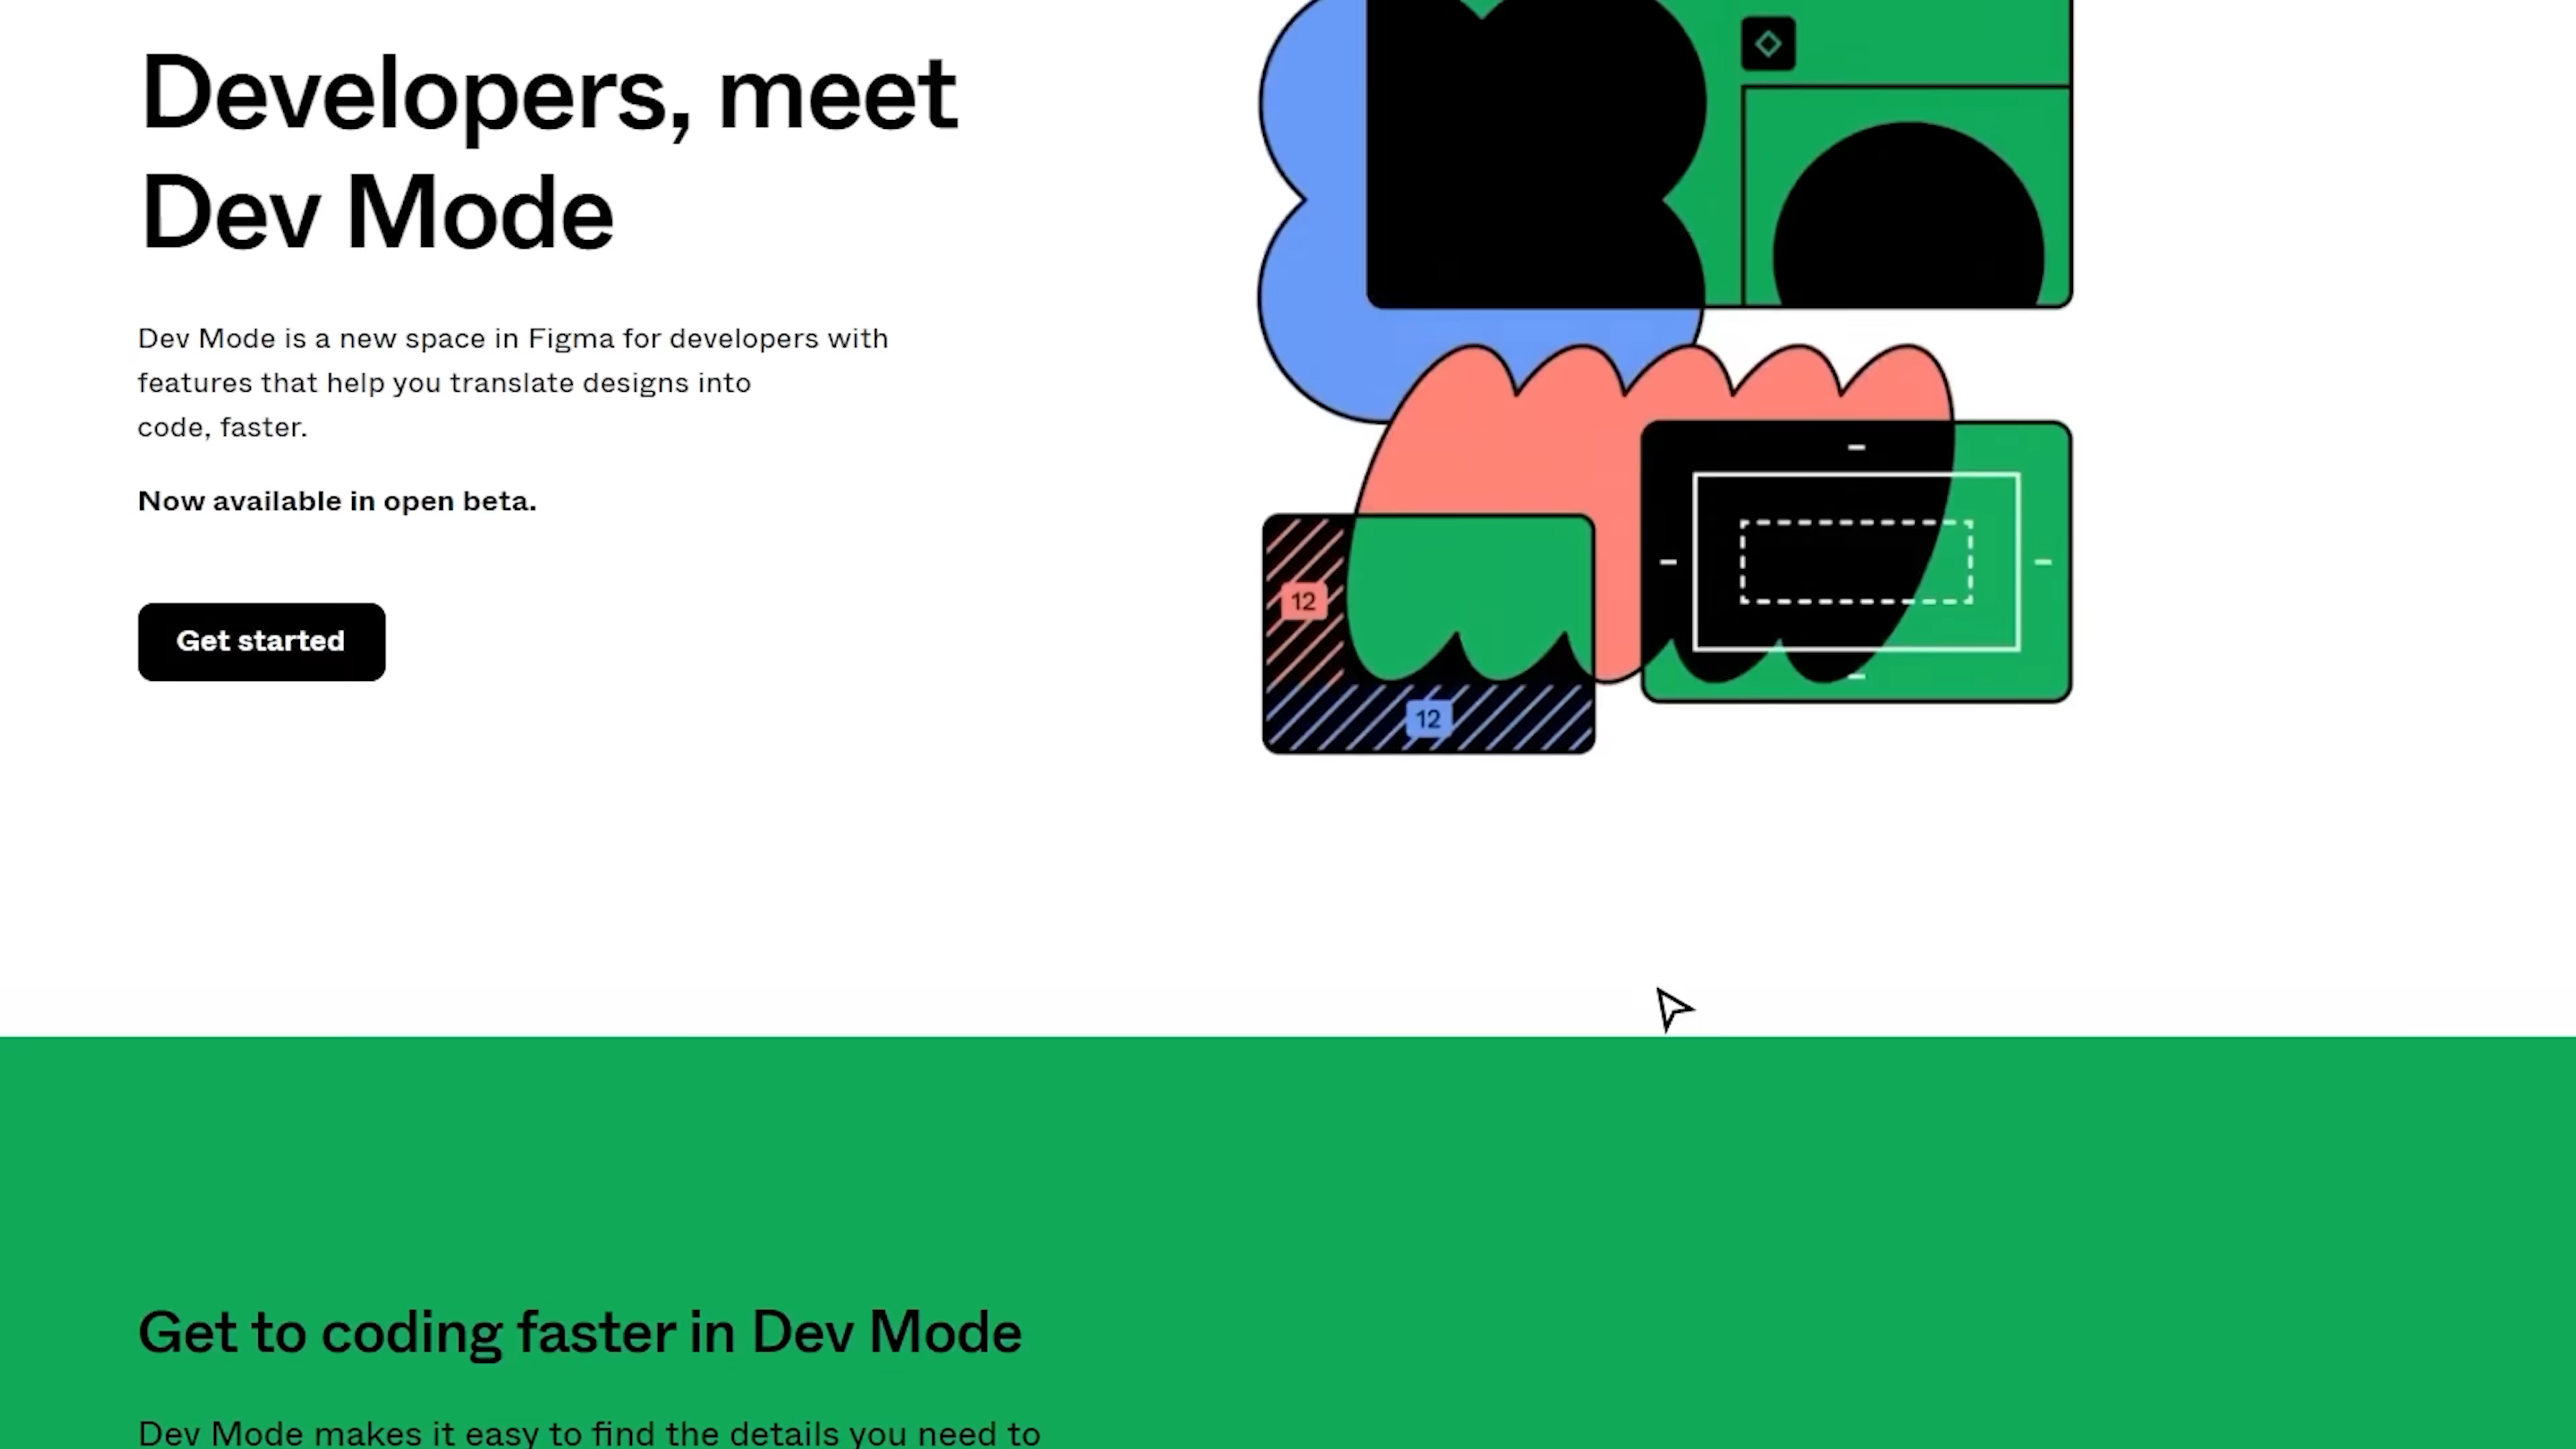 Developers, meet
Dev Mode
Dev Mode is a new space in Figma for developers with
features that help you translate designs into
code, faster.
Now available in open beta.
Get started
12
12
Get to coding faster in Dev Mode
Dev Mode makes it easy to find the details you need to